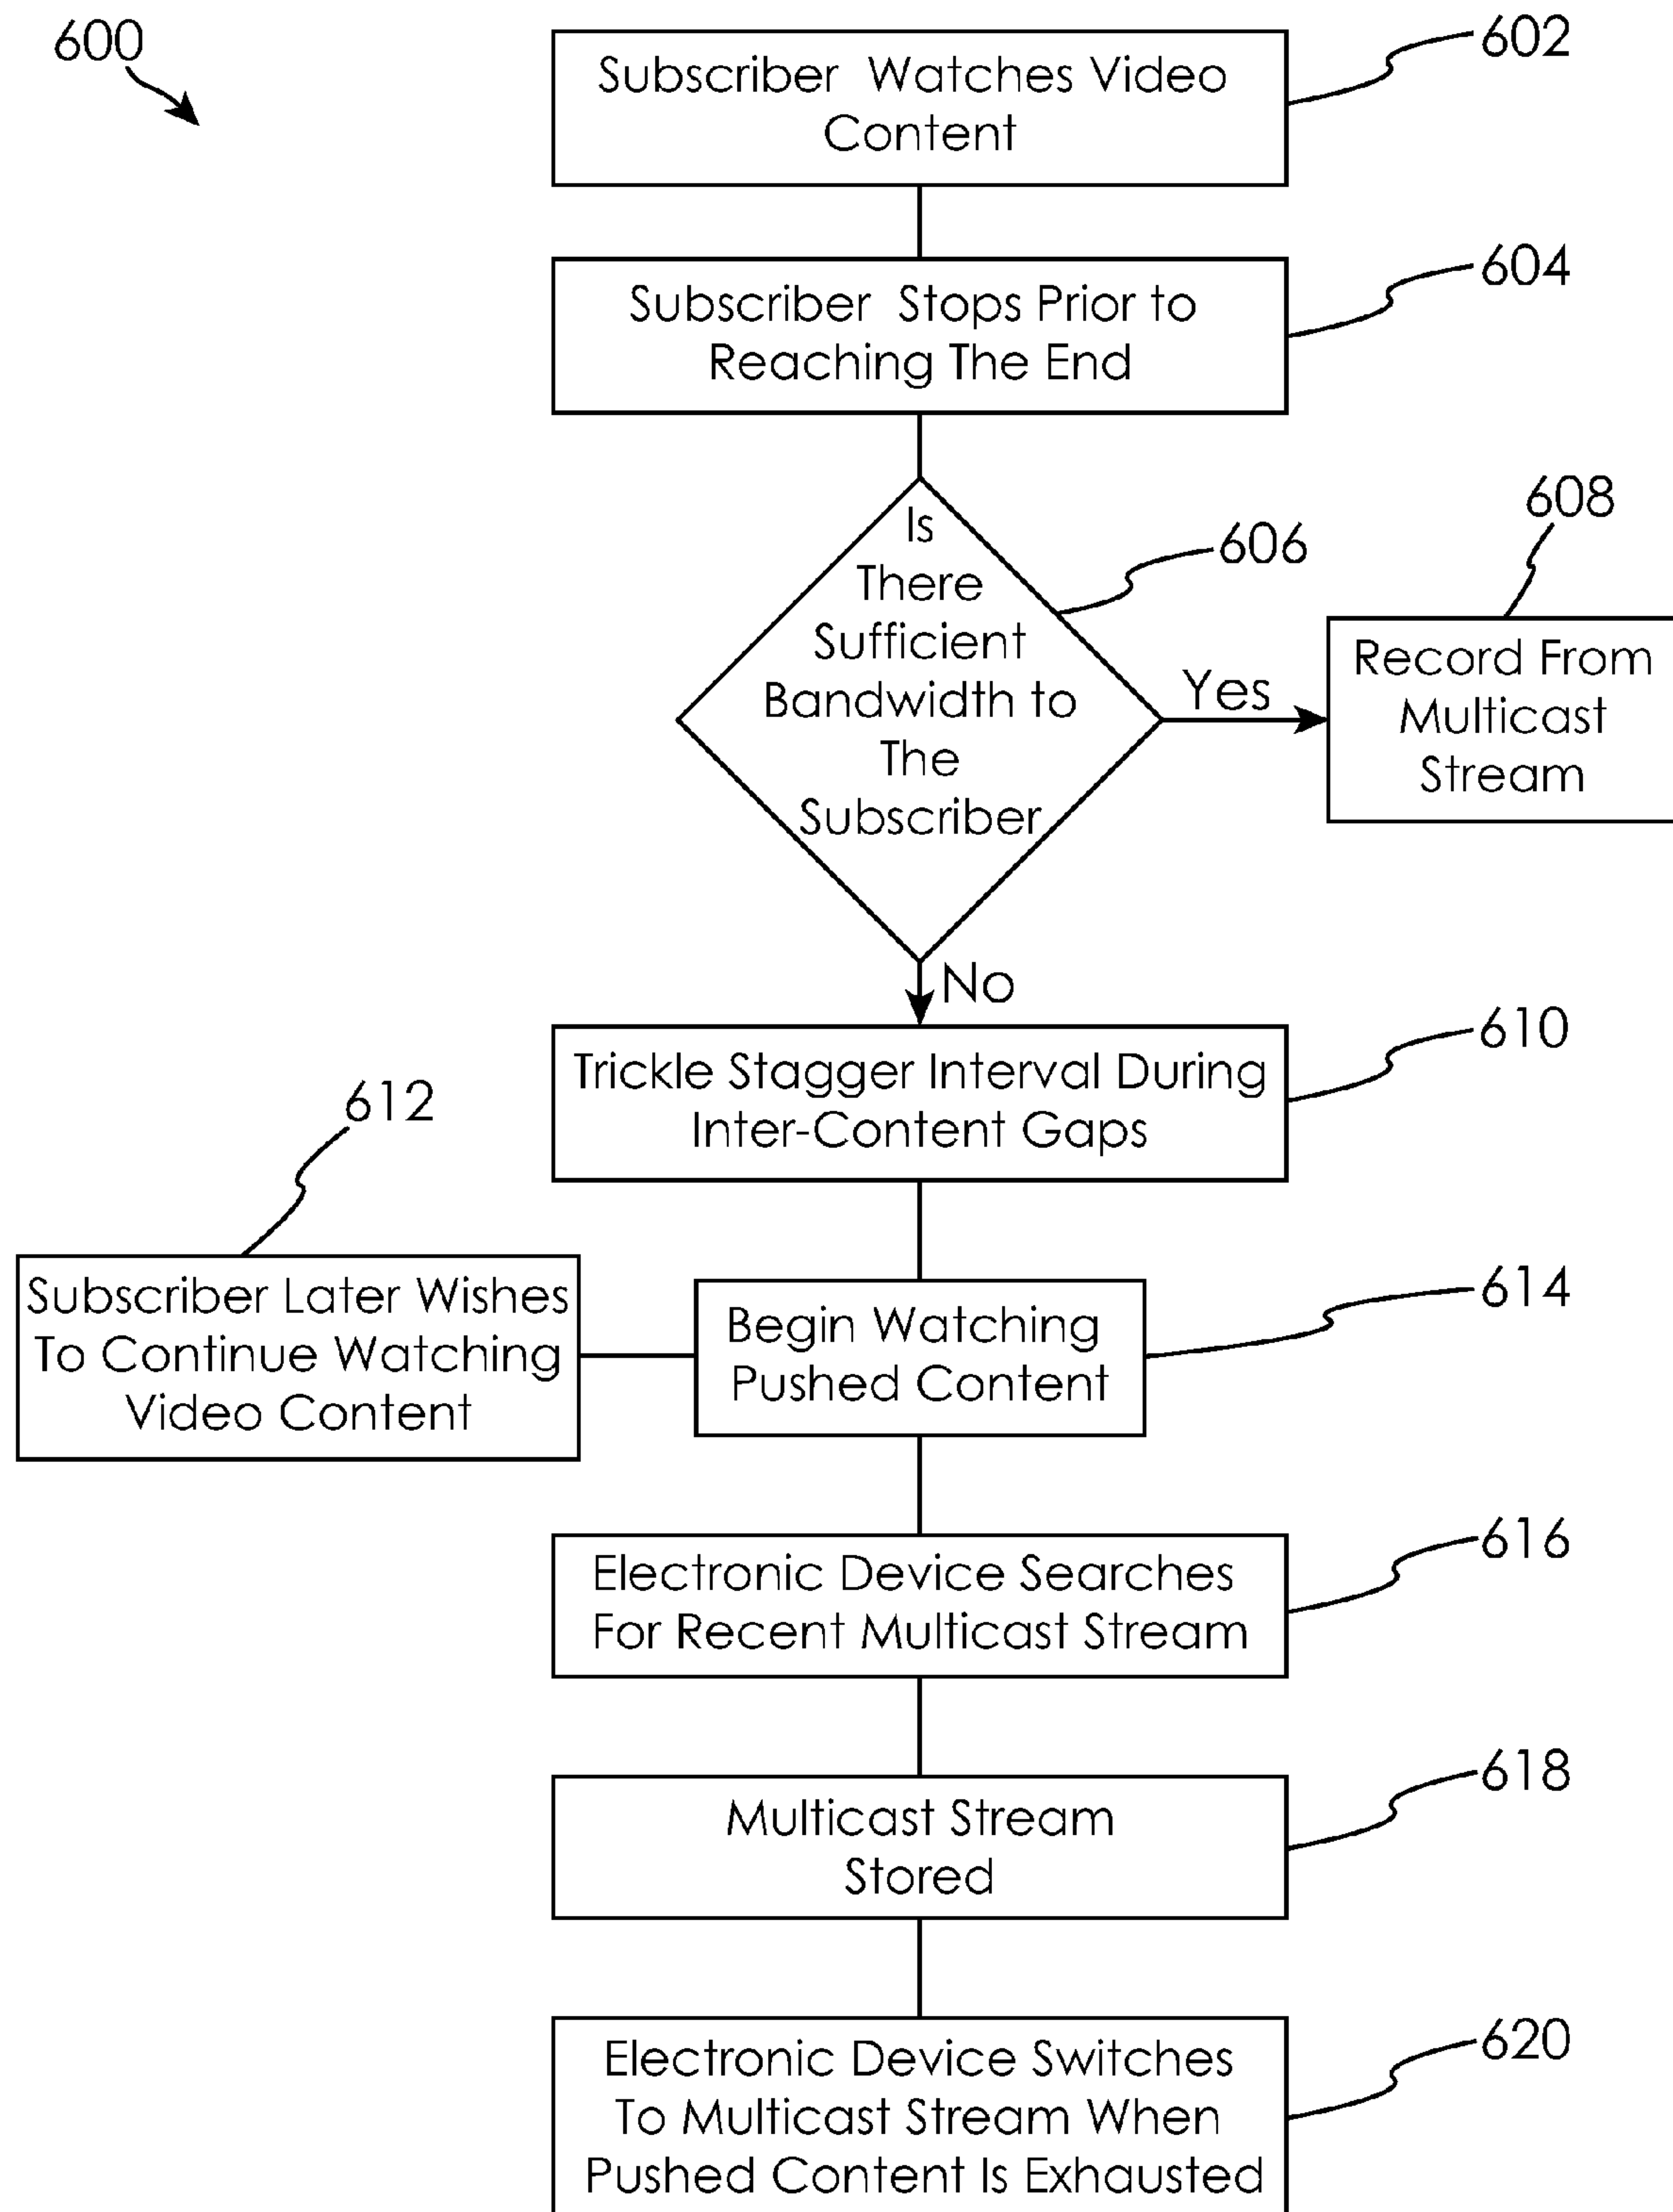 600
Subscriber Watches Video
Content
602
Subscriber Stops Prior to
Reaching The End
604
Is
There
Sufficient
Bandwidth to
The
Subscriber
606
Yes
608
Record From
Multicast
Stream
No
Trickle Stagger Interval During
Inter-Content Gaps
610
612
Subscriber Later Wishes
To Continue Watching
Video Content
Begin Watching
Pushed Content
614
Electronic Device Searches
For Recent Multicast Stream
616
Multicast Stream
Stored
618
Electronic Device Switches
To Multicast Stream When
Pushed Content Is Exhausted
620